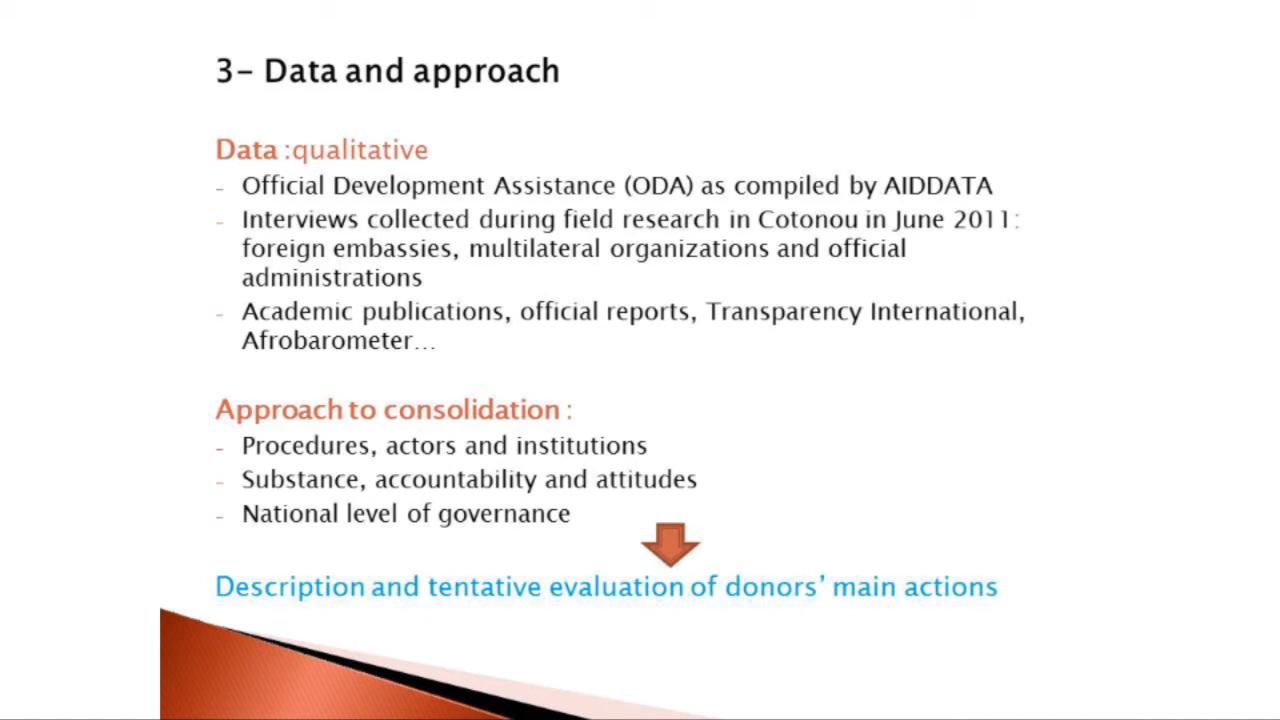 3- Data and approach
Data :qualitative
- Official Development Assistance (ODA) as compiled by AIDDATA
- Interviews collected during field research in Cotonou in June 2011:
foreign embassies, multilateral organizations and official
administrations
- Academic publications, official reports, Transparency International,
Afrobarometer…
Approach to consolidation :
- Procedures, actors and institutions
- Substance, accountability and attitudes
- National level of governance
Description and tentative evaluation of donors’ main actions